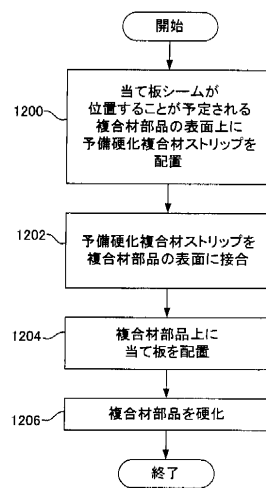 開始
1200
当て板シームが
位置することが予定される
複合材部品の表面上に
予備硬化複合材ストリップを
配置
1202
予備硬化複合材ストリップを
複合材部品の表面に接合
1204
複合材部品上に
当て板を配置
1206
複合材部品を硬化
終了